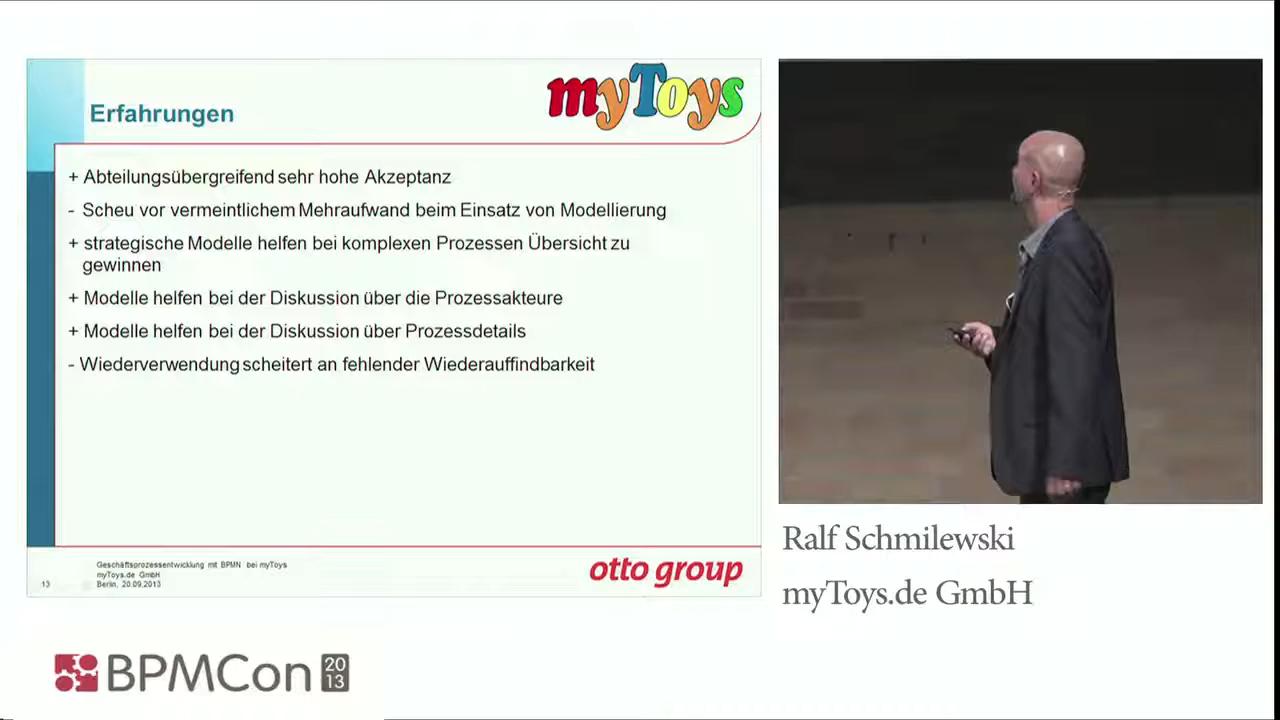 myToys
Erfahrungen
+ Abteilungsübergreifend sehr hohe Akzeptanz
- Scheu vor vermeintlichem Mehraufwand beim Einsatz von Modellierung
+ strategische Modelle helfen bei komplexen Prozessen Übersicht zu
gewinnen
+ Modelle helfen bei der Diskussion über die Prozessakteure
+ Modelle helfen bei der Diskussion über Prozessdetails
- Wiederverwendung scheitert an fehlender Wiederauffindbarkeit
13
Geschäftsprozessentwicklung mit BPMN bei myToys
myToys.de GmbH
Berlin, 20.09.2013
otto group
Ralf Schmilewski
myToys.de GmbH
BPMCon 20
13